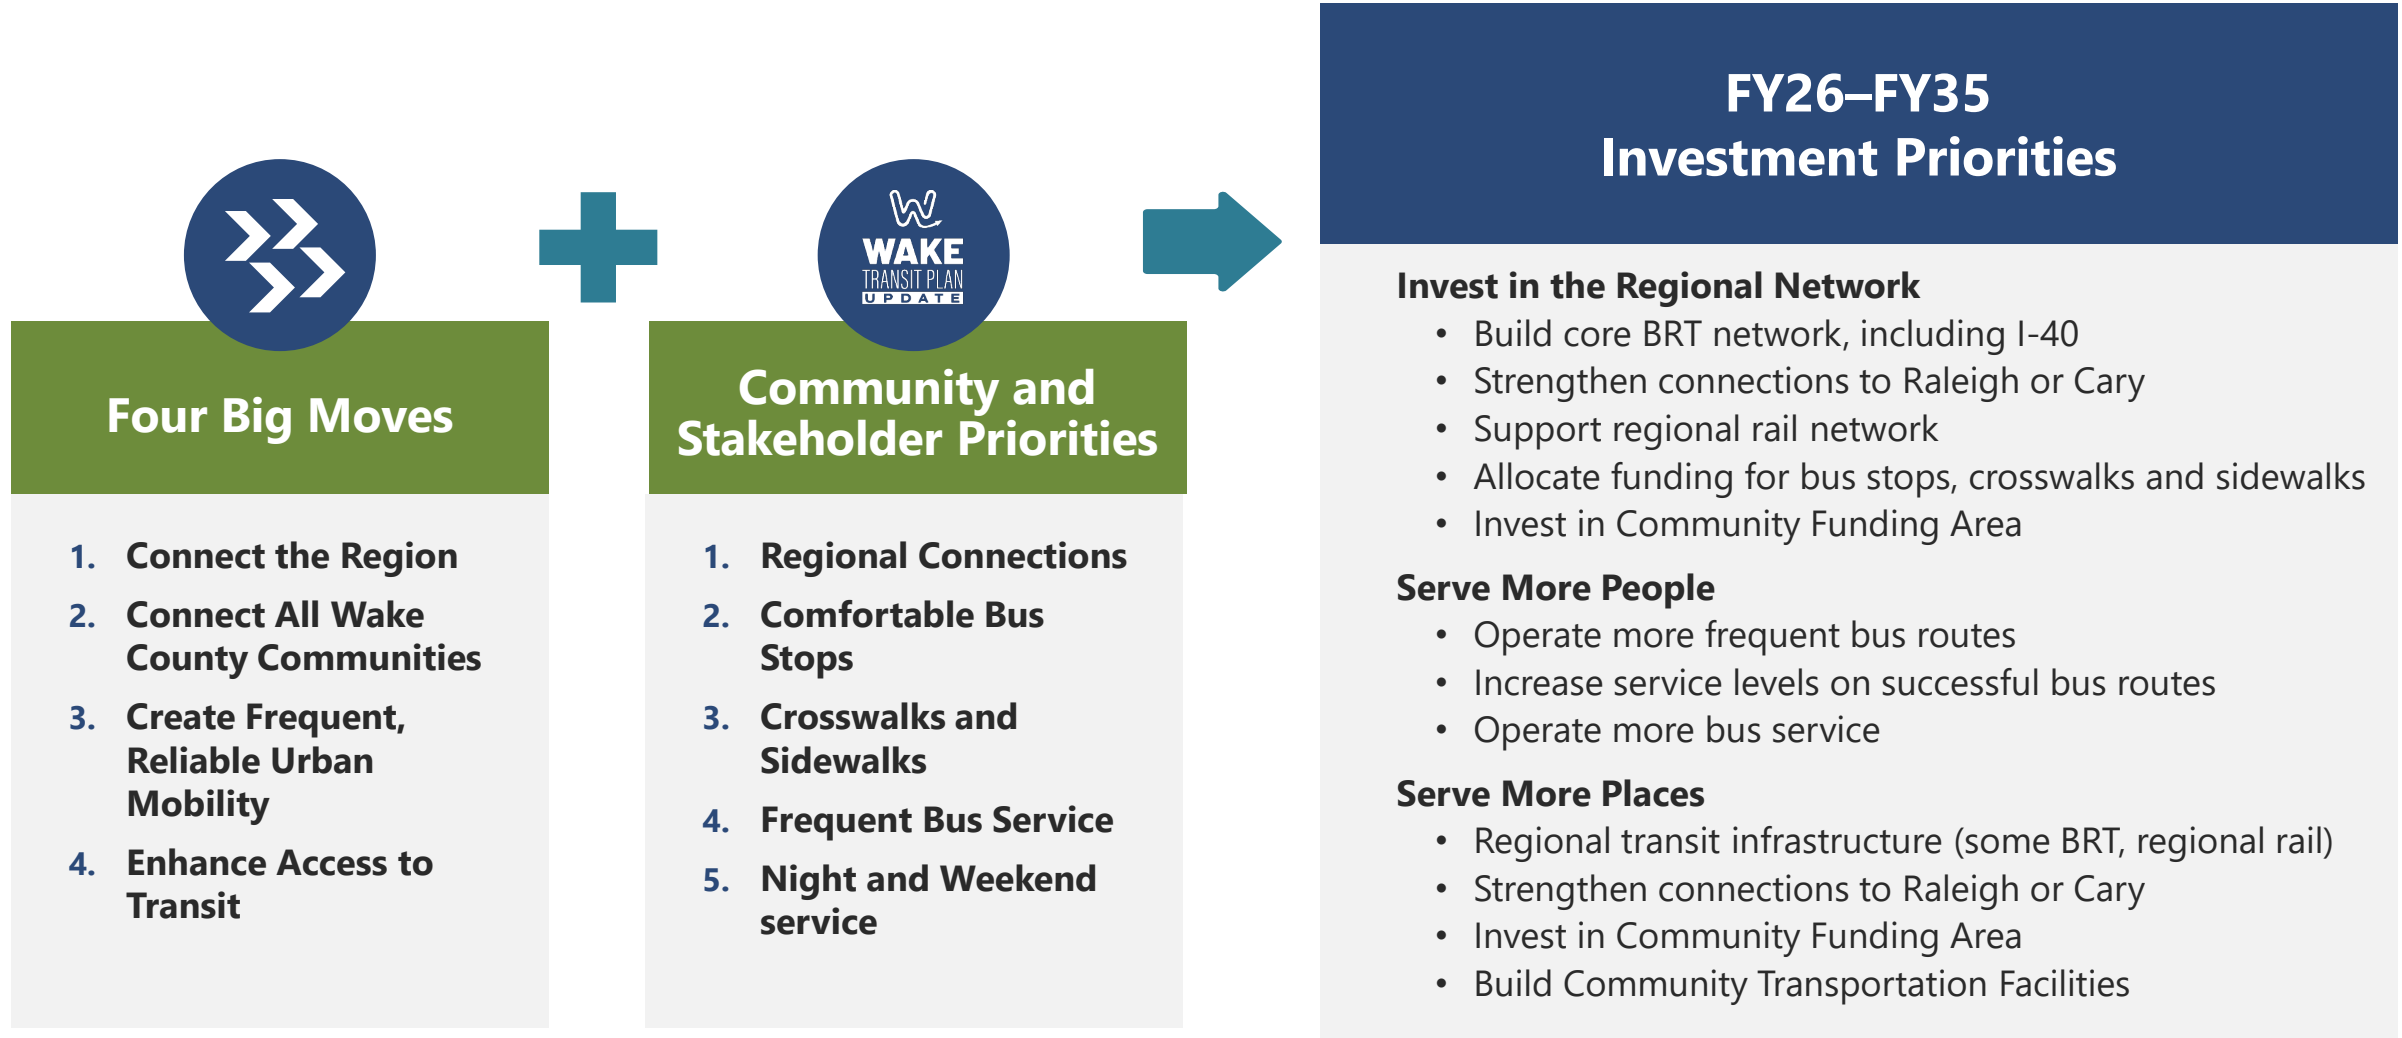 Four Big Moves
1. Connect the Region
2. Connect All Wake
County Communities
3. Create Frequent,
Reliable Urban
Mobility
4. Enhance Access to
Transit
WAKE
TRANSIT PLAN
UPDATE
Community and
Stakeholder Priorities
1. Regional Connections
2. Comfortable Bus
Stops
3. Crosswalks and
Sidewalks
4. Frequent Bus Service
5. Night and Weekend
service
FY26–FY35
Investment Priorities
Invest in the Regional Network
• Build core BRT network, including I-40
• Strengthen connections to Raleigh or Cary
• Support regional rail network
• Allocate funding for bus stops, crosswalks and sidewalks
• Invest in Community Funding Area
Serve More People
• Operate more frequent bus routes
• Increase service levels on successful bus routes
• Operate more bus service
Serve More Places
• Regional transit infrastructure (some BRT, regional rail)
• Strengthen connections to Raleigh or Cary
• Invest in Community Funding Area
• Build Community Transportation Facilities